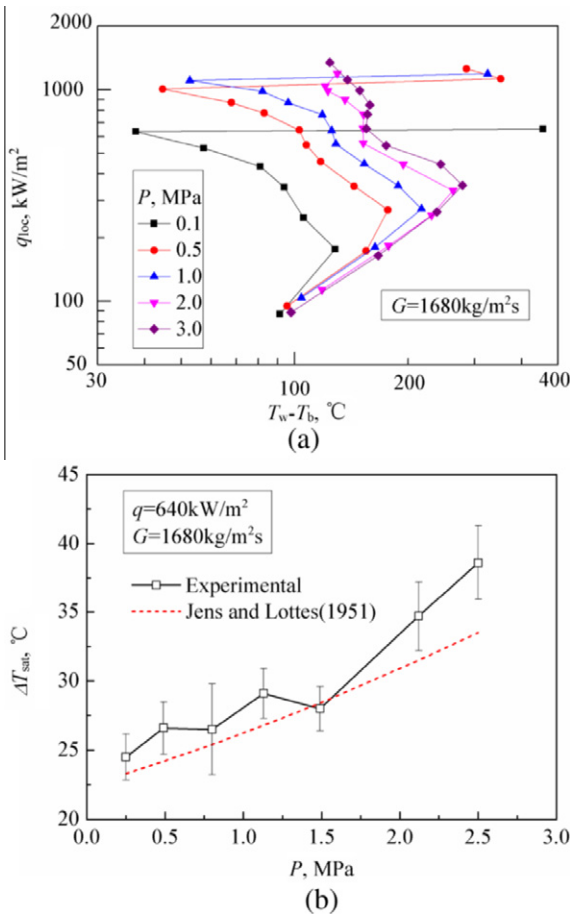 2000
1000
100
50
q_loc, kW/m²
P, MPa
0.1
0.5
1.0
2.0
3.0
G=1680kg/m²s
30
100
200
400
T_w-T_b, ℃
(a)
45
40
35
30
25
20
ΔT_sat, ℃
q=640kW/m²
G=1680kg/m²s
Experimental
Jens and Lottes(1951)
0.0
0.5
1.0
1.5
2.0
2.5
3.0
P, MPa
(b)